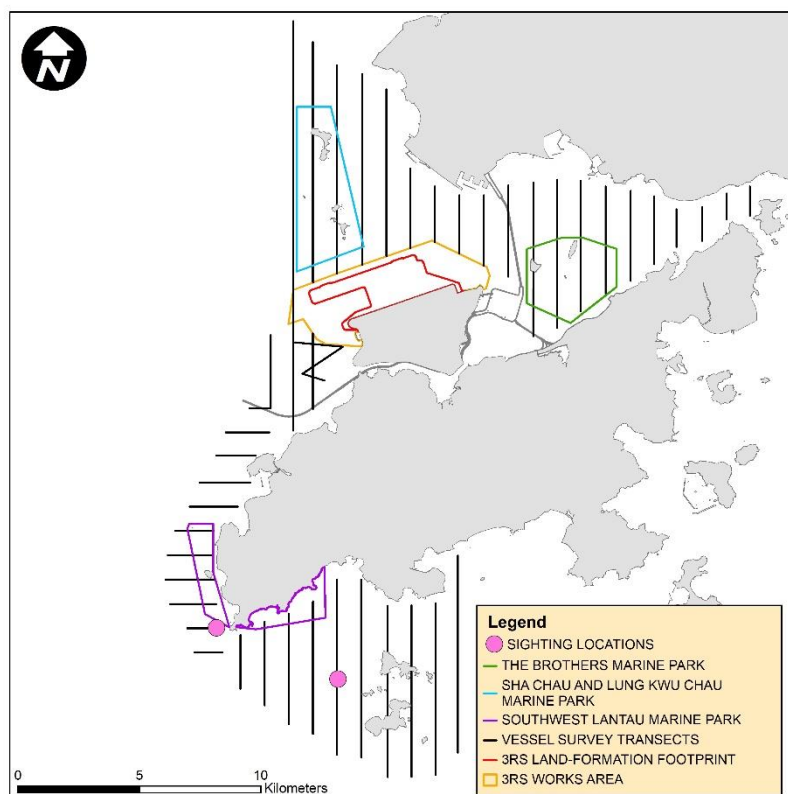 N
Legend
SIGHTING LOCATIONS
THE BROTHERS MARINE PARK
SHA CHAU AND LUNG KWU CHAU
MARINE PARK
SOUTHWEST LANTAU MARINE PARK
VESSEL SURVEY TRANSECTS
3RS LAND-FORMATION FOOTPRINT
3RS WORKS AREA
0 5 10
Kilometers